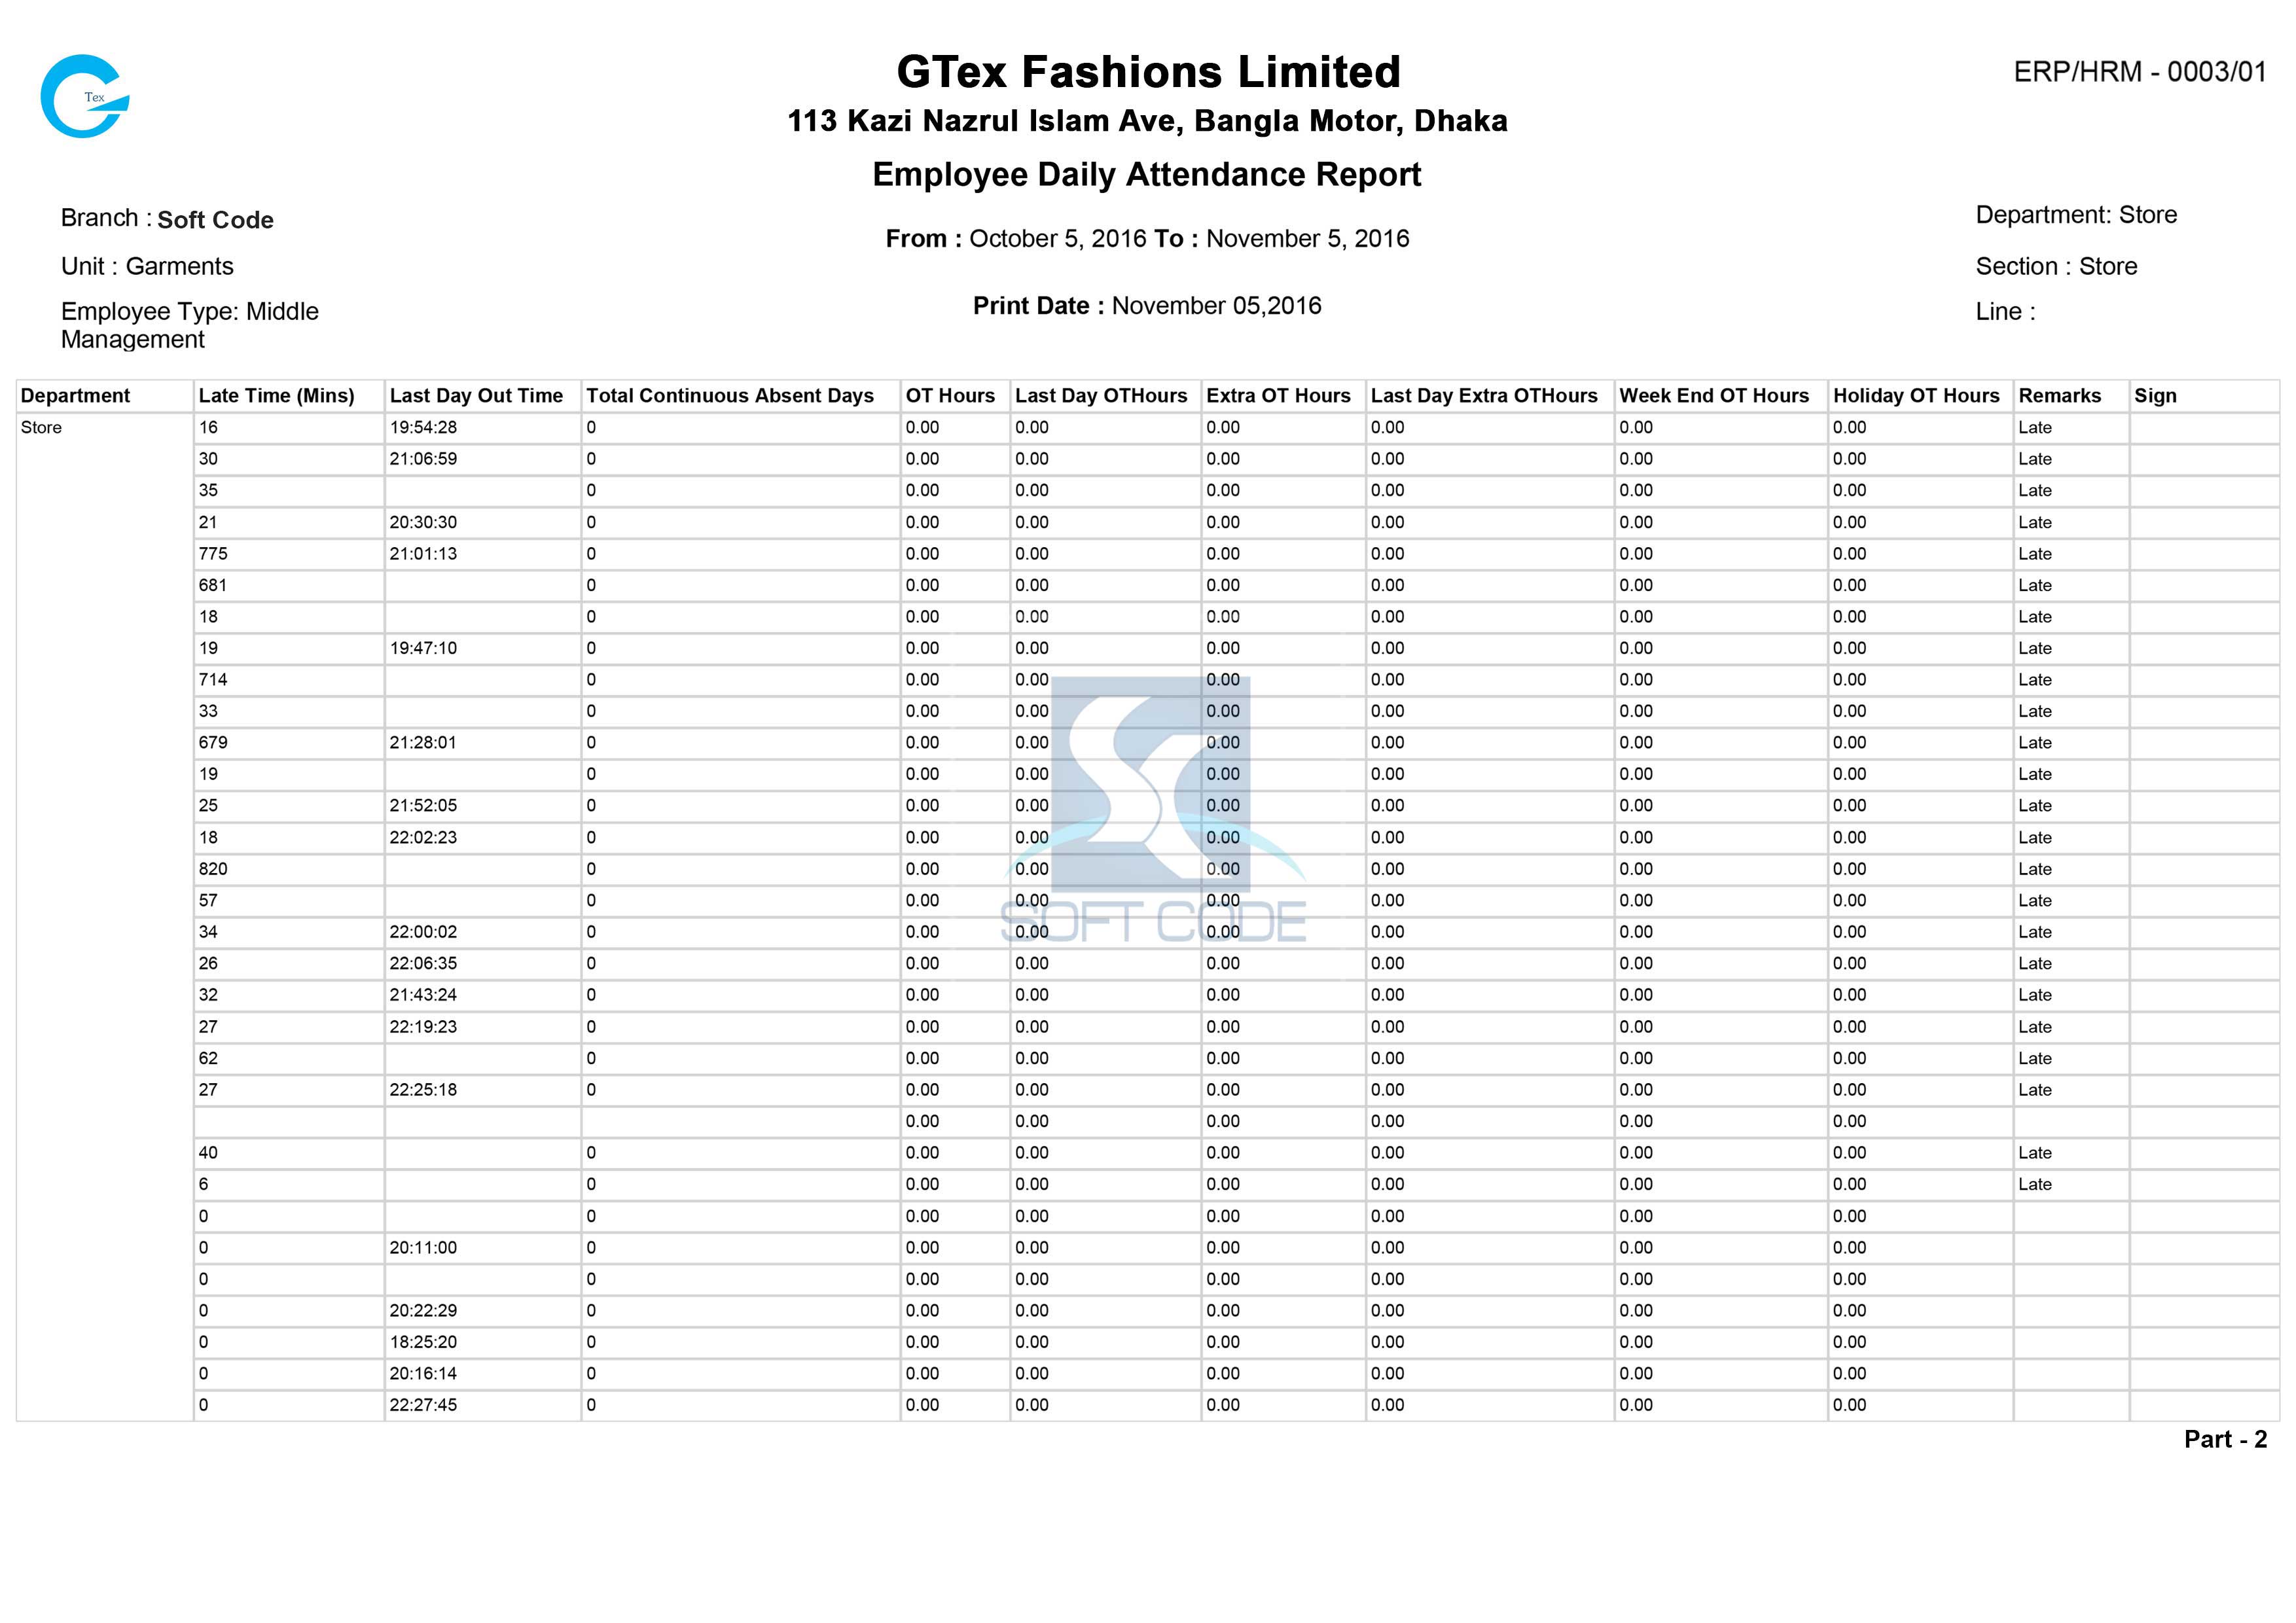 Tex
GTex Fashions Limited
ERP/HRM - 0003/01
113 Kazi Nazrul Islam Ave, Bangla Motor, Dhaka
Employee Daily Attendance Report
Branch : Soft Code
Department: Store
From : October 5, 2016 To : November 5, 2016
Unit : Garments
Section : Store
Employee Type: Middle
Management
Print Date : November 05,2016
Line :
Department Late Time (Mins) Last Day Out Time Total Continuous Absent Days OT Hours Last Day OTHours Extra OT Hours Last Day Extra OTHours Week End OT Hours Holiday OT Hours Remarks Sign
Store 16 19:54:28 0 0.00 0.00 0.00 0.00 0.00 0.00 Late
30 21:06:59 0 0.00 0.00 0.00 0.00 0.00 0.00 Late
35 0 0.00 0.00 0.00 0.00 0.00 0.00 Late
21 20:30:30 0 0.00 0.00 0.00 0.00 0.00 0.00 Late
775 21:01:13 0 0.00 0.00 0.00 0.00 0.00 0.00 Late
681 0 0.00 0.00 0.00 0.00 0.00 0.00 Late
18 0 0.00 0.00 0.00 0.00 0.00 0.00 Late
19 19:47:10 0 0.00 0.00 0.00 0.00 0.00 0.00 Late
714 0 0.00 0.00 0.00 0.00 0.00 0.00 Late
33 0 0.00 0.00 0.00 0.00 0.00 0.00 Late
679 21:28:01 0 0.00 0.00 0.00 0.00 0.00 0.00 Late
19 0 0.00 0.00 0.00 0.00 0.00 0.00 Late
25 21:52:05 0 0.00 0.00 0.00 0.00 0.00 0.00 Late
18 22:02:23 0 0.00 0.00 0.00 0.00 0.00 0.00 Late
820 0 0.00 0.00 0.00 0.00 0.00 0.00 Late
57 0 0.00 0.00 0.00 0.00 0.00 0.00 Late
SOFT CODE
34 22:00:02 0 0.00 0.00 0.00 0.00 0.00 0.00 Late
26 22:06:35 0 0.00 0.00 0.00 0.00 0.00 0.00 Late
32 21:43:24 0 0.00 0.00 0.00 0.00 0.00 0.00 Late
27 22:19:23 0 0.00 0.00 0.00 0.00 0.00 0.00 Late
62 0 0.00 0.00 0.00 0.00 0.00 0.00 Late
27 22:25:18 0 0.00 0.00 0.00 0.00 0.00 0.00 Late
0.00 0.00 0.00 0.00 0.00 0.00
40 0 0.00 0.00 0.00 0.00 0.00 0.00 Late
6 0 0.00 0.00 0.00 0.00 0.00 0.00 Late
0 0 0.00 0.00 0.00 0.00 0.00 0.00
0 20:11:00 0 0.00 0.00 0.00 0.00 0.00 0.00
0 0 0.00 0.00 0.00 0.00 0.00 0.00
0 20:22:29 0 0.00 0.00 0.00 0.00 0.00 0.00
0 18:25:20 0 0.00 0.00 0.00 0.00 0.00 0.00
0 20:16:14 0 0.00 0.00 0.00 0.00 0.00 0.00
0 22:27:45 0 0.00 0.00 0.00 0.00 0.00 0.00
Part - 2